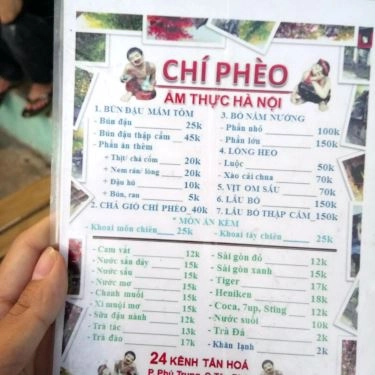 CHÍ PHÈO
ẨM THỰC HÀ NỘI
1. BÚN ĐẬU MẮM TÔM
- Bún đậu 25k
- Bún đậu thập cẩm 45k
- Phần ăn thêm
+ Thịt/ chả cốm 20k
+ Nem rán/ lòng 20k
+ Đậu hũ 10k
+ Bún, rau 5k
2. CHẢ GIÒ CHÍ PHÈO 40k
3. BÒ NẦM NƯỚNG
- Phần nhỏ 100k
- Phần lớn 150k
4. LÒNG HEO
- Luộc 50k
- Xào cải chua 70k
5. VỊT OM SẤU 70k
6. LẨU BÒ 150k
7. LẨU BÒ THẬP CẨM 150k
* MÓN ĂN KÈM
- Khoai môn chiên 25k
- Khoai tây chiên 25k
- Cam vắt 12k
- Nước sâm dây 15k
- Nước sấu 15k
- Nước mơ 15k
- Chanh muối 15k
- Xí muội 15k
- Sữa đậu nành 12k
- Trà tắc 13k
- Trà đào 17k
- Sài gòn đỏ 12k
- Sài gòn xanh 15k
- Tiger 17k
- Heniken 18k
- Coca, 7up, Sting 12k
- Nước suối 10k
- Trà Đá 2k
- Khăn lạnh 2k
24 KÊNH TÂN HOÁ
P. Phú Trung